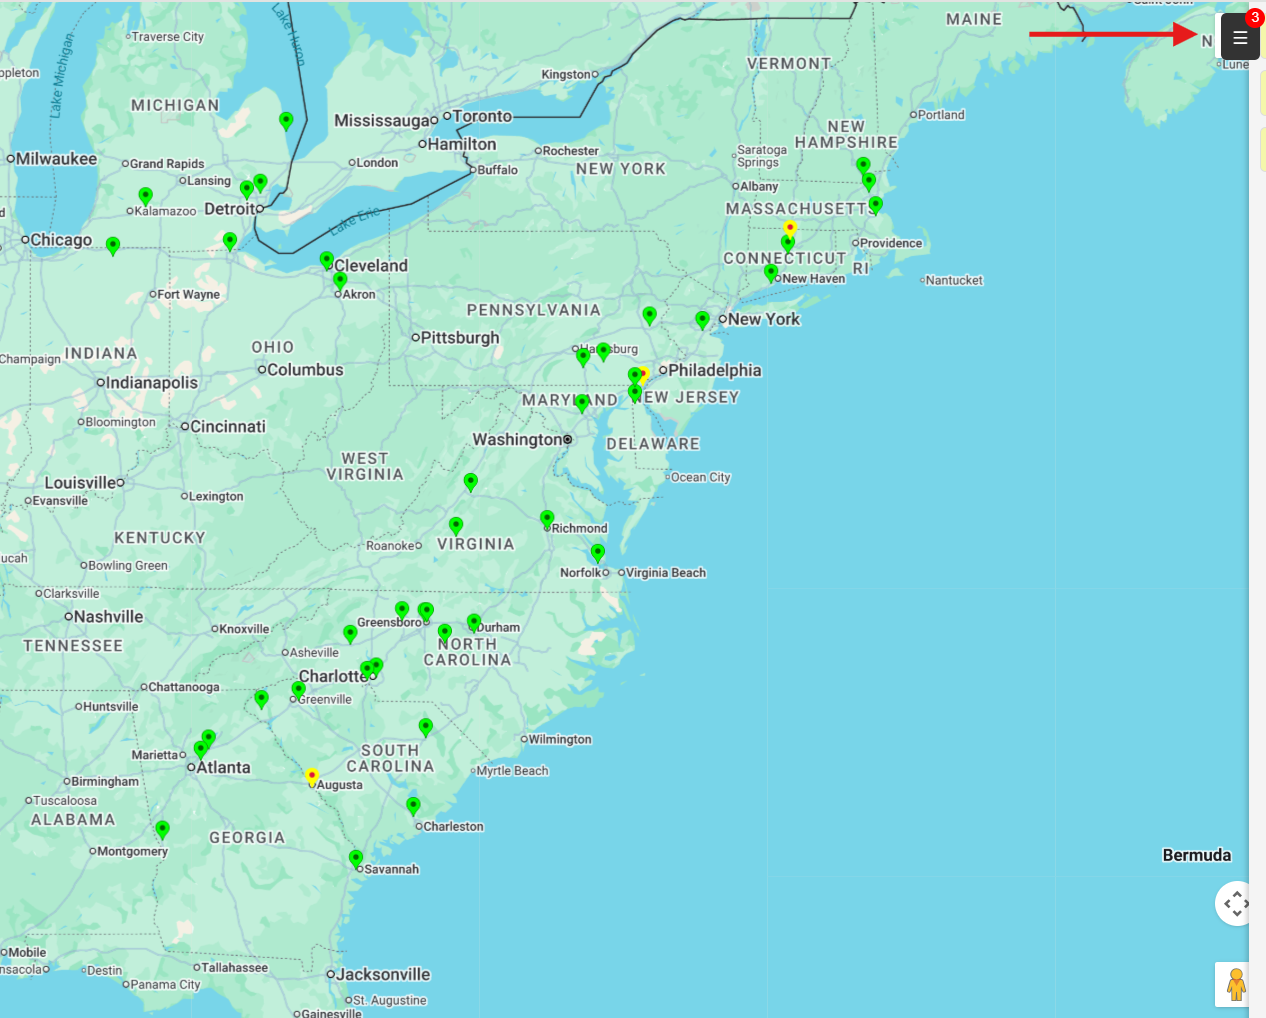 MAINE
3
Traverse City
Lake Huron
Lake Michigan
VERMONT
Kingston
MICHIGAN
Mississauga
Toronto
Portland
NEW
HAMPSHIRE
Hamilton
Milwaukee
Grand Rapids
London
Rochester
Saratoga
Springs
NEW YORK
Buffalo
Lansing
Albany
Kalamazoo
Detroit
MASSACHUSETTS
Lake Erie
Chicago
Providence
CONNECTICUT
RI
Cleveland
New Haven
Nantucket
Fort Wayne
Akron
PENNSYLVANIA
New York
Pittsburgh
OHIO
INDIANA
Champaign
Columbus
Philadelphia
Indianapolis
MARYLAND
NEW JERSEY
Bloomington
Cincinnati
Washington
DELAWARE
WEST
VIRGINIA
Ocean City
Louisville
Lexington
Evansville
Richmond
KENTUCKY
Roanoke
VIRGINIA
Bowling Green
Norfolk
Virginia Beach
Clarksville
Nashville
Greensboro
Knoxville
Durham
TENNESSEE
NORTH
CAROLINA
Asheville
Charlotte
Chattanooga
Greenville
Huntsville
Wilmington
SOUTH
CAROLINA
Marietta
Atlanta
Myrtle Beach
Birmingham
Augusta
Tuscaloosa
ALABAMA
Charleston
GEORGIA
Montgomery
Bermuda
Savannah
Mobile
Destin
Tallahassee
Jacksonville
Panama City
St. Augustine
Gainesville